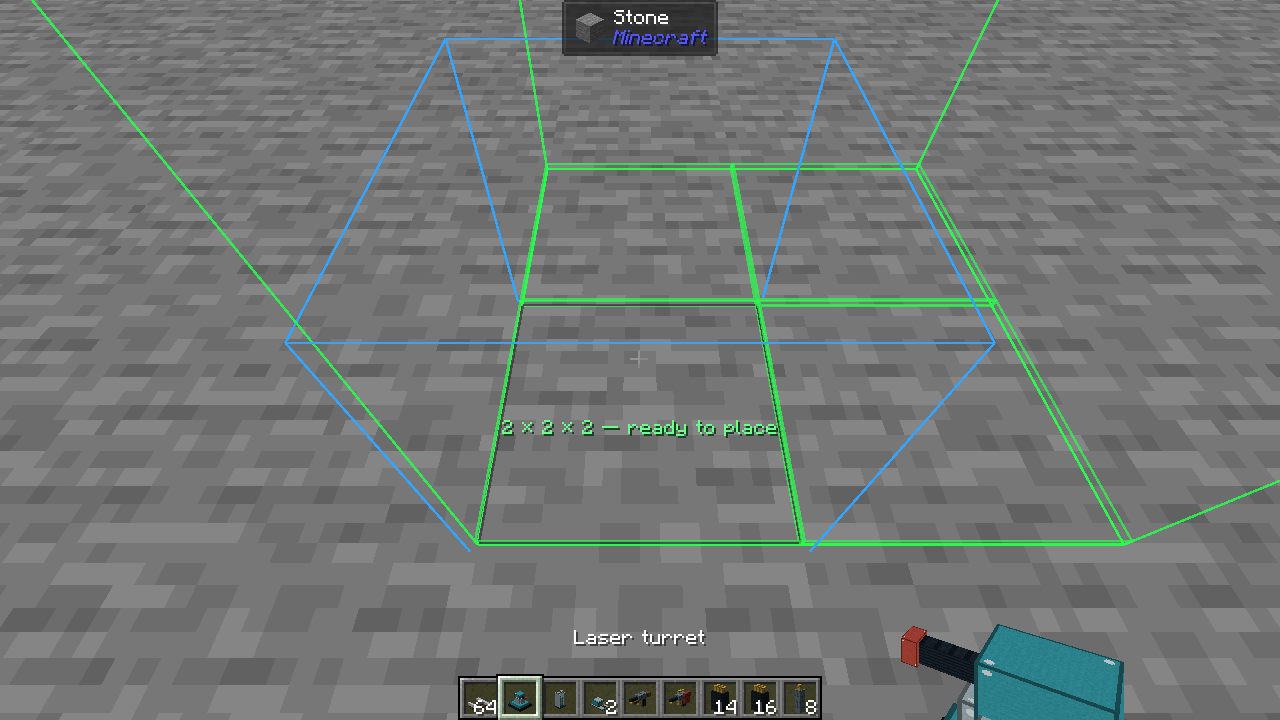 Stone
Minecraft
2 × 2 × 2 — ready to place
Laser turret
64
2
14
16
8